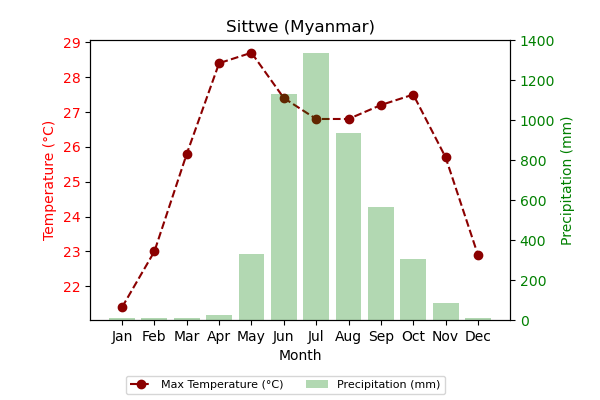 Sittwe (Myanmar)
29
28
27
26
25
24
23
22
Temperature (°C)
1400
1200
1000
800
600
400
200
0
Precipitation (mm)
Jan Feb Mar Apr May Jun Jul Aug Sep Oct Nov Dec
Month
Max Temperature (°C) Precipitation (mm)